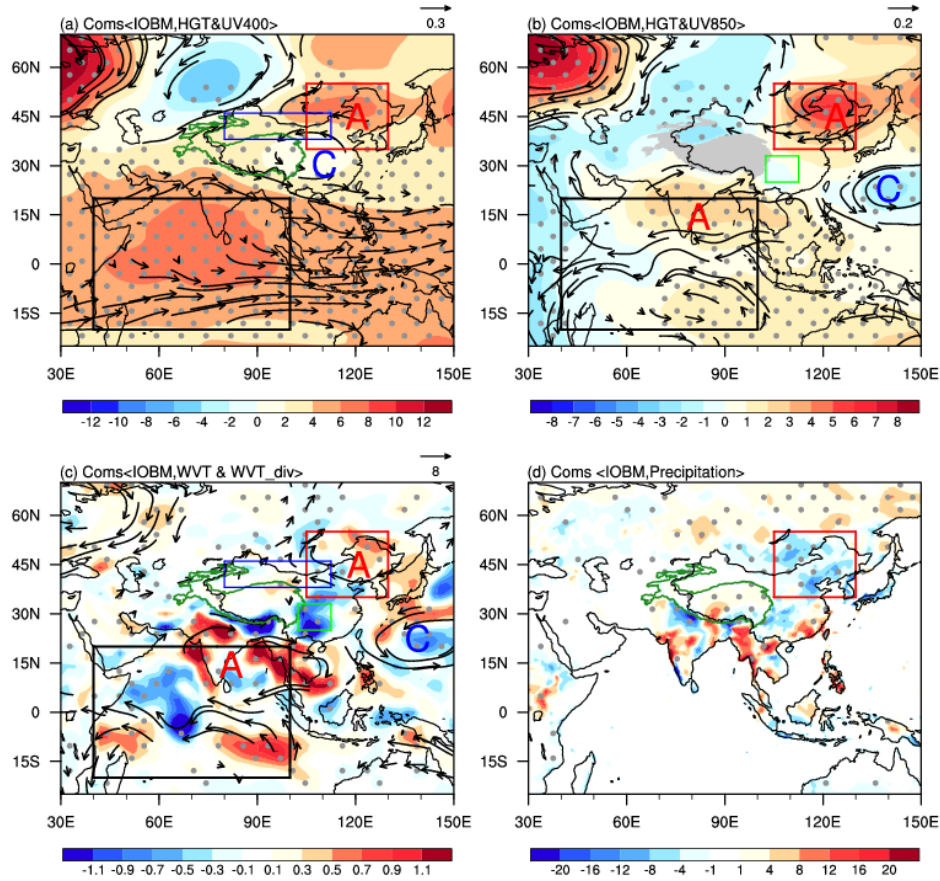 (a) Coms<IOBM,HGT&UV400>
0.3
60N
45N
30N
15N
0
15S
A
C
30E 60E 90E 120E 150E
-12 -10 -8 -6 -4 -2 0 2 4 6 8 10 12
(b) Coms<IOBM,HGT&UV850>
0.2
60N
45N
30N
15N
0
15S
A
C
A
30E 60E 90E 120E 150E
-8 -7 -6 -5 -4 -3 -2 -1 0 1 2 3 4 5 6 7 8
(c) Coms<IOBM,WVT & WVT_div>
8
60N
45N
30N
15N
0
15S
A
C
A
30E 60E 90E 120E 150E
-1.1 -0.9 -0.7 -0.5 -0.3 -0.1 0.1 0.3 0.5 0.7 0.9 1.1
(d) Coms <IOBM,Precipitation>
60N
45N
30N
15N
0
15S
30E 60E 90E 120E 150E
-20 -16 -12 -8 -4 -1 1 4 8 12 16 20